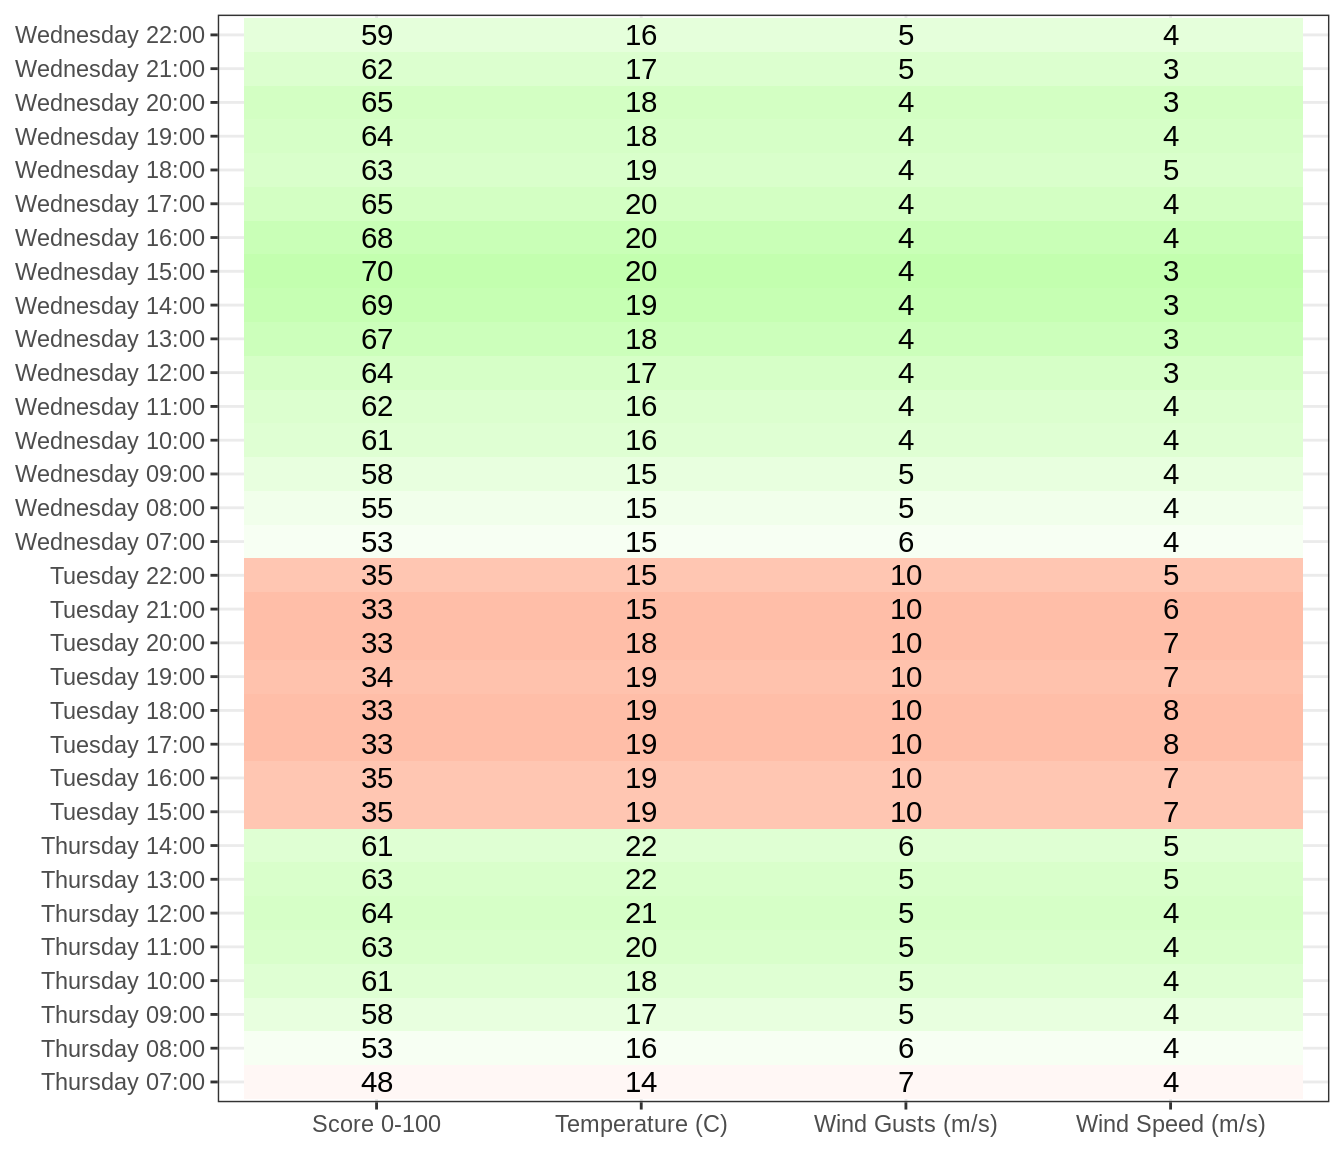 Wednesday 22:00 59 16 5 4
Wednesday 21:00 62 17 5 3
Wednesday 20:00 65 18 4 3
Wednesday 19:00 64 18 4 4
Wednesday 18:00 63 19 4 5
Wednesday 17:00 65 20 4 4
Wednesday 16:00 68 20 4 4
Wednesday 15:00 70 20 4 3
Wednesday 14:00 69 19 4 3
Wednesday 13:00 67 18 4 3
Wednesday 12:00 64 17 4 3
Wednesday 11:00 62 16 4 4
Wednesday 10:00 61 16 4 4
Wednesday 09:00 58 15 5 4
Wednesday 08:00 55 15 5 4
Wednesday 07:00 53 15 6 4
Tuesday 22:00 35 15 10 5
Tuesday 21:00 33 15 10 6
Tuesday 20:00 33 18 10 7
Tuesday 19:00 34 19 10 7
Tuesday 18:00 33 19 10 8
Tuesday 17:00 33 19 10 8
Tuesday 16:00 35 19 10 7
Tuesday 15:00 35 19 10 7
Thursday 14:00 61 22 6 5
Thursday 13:00 63 22 5 5
Thursday 12:00 64 21 5 4
Thursday 11:00 63 20 5 4
Thursday 10:00 61 18 5 4
Thursday 09:00 58 17 5 4
Thursday 08:00 53 16 6 4
Thursday 07:00 48 14 7 4
Score 0-100 Temperature (C) Wind Gusts (m/s) Wind Speed (m/s)